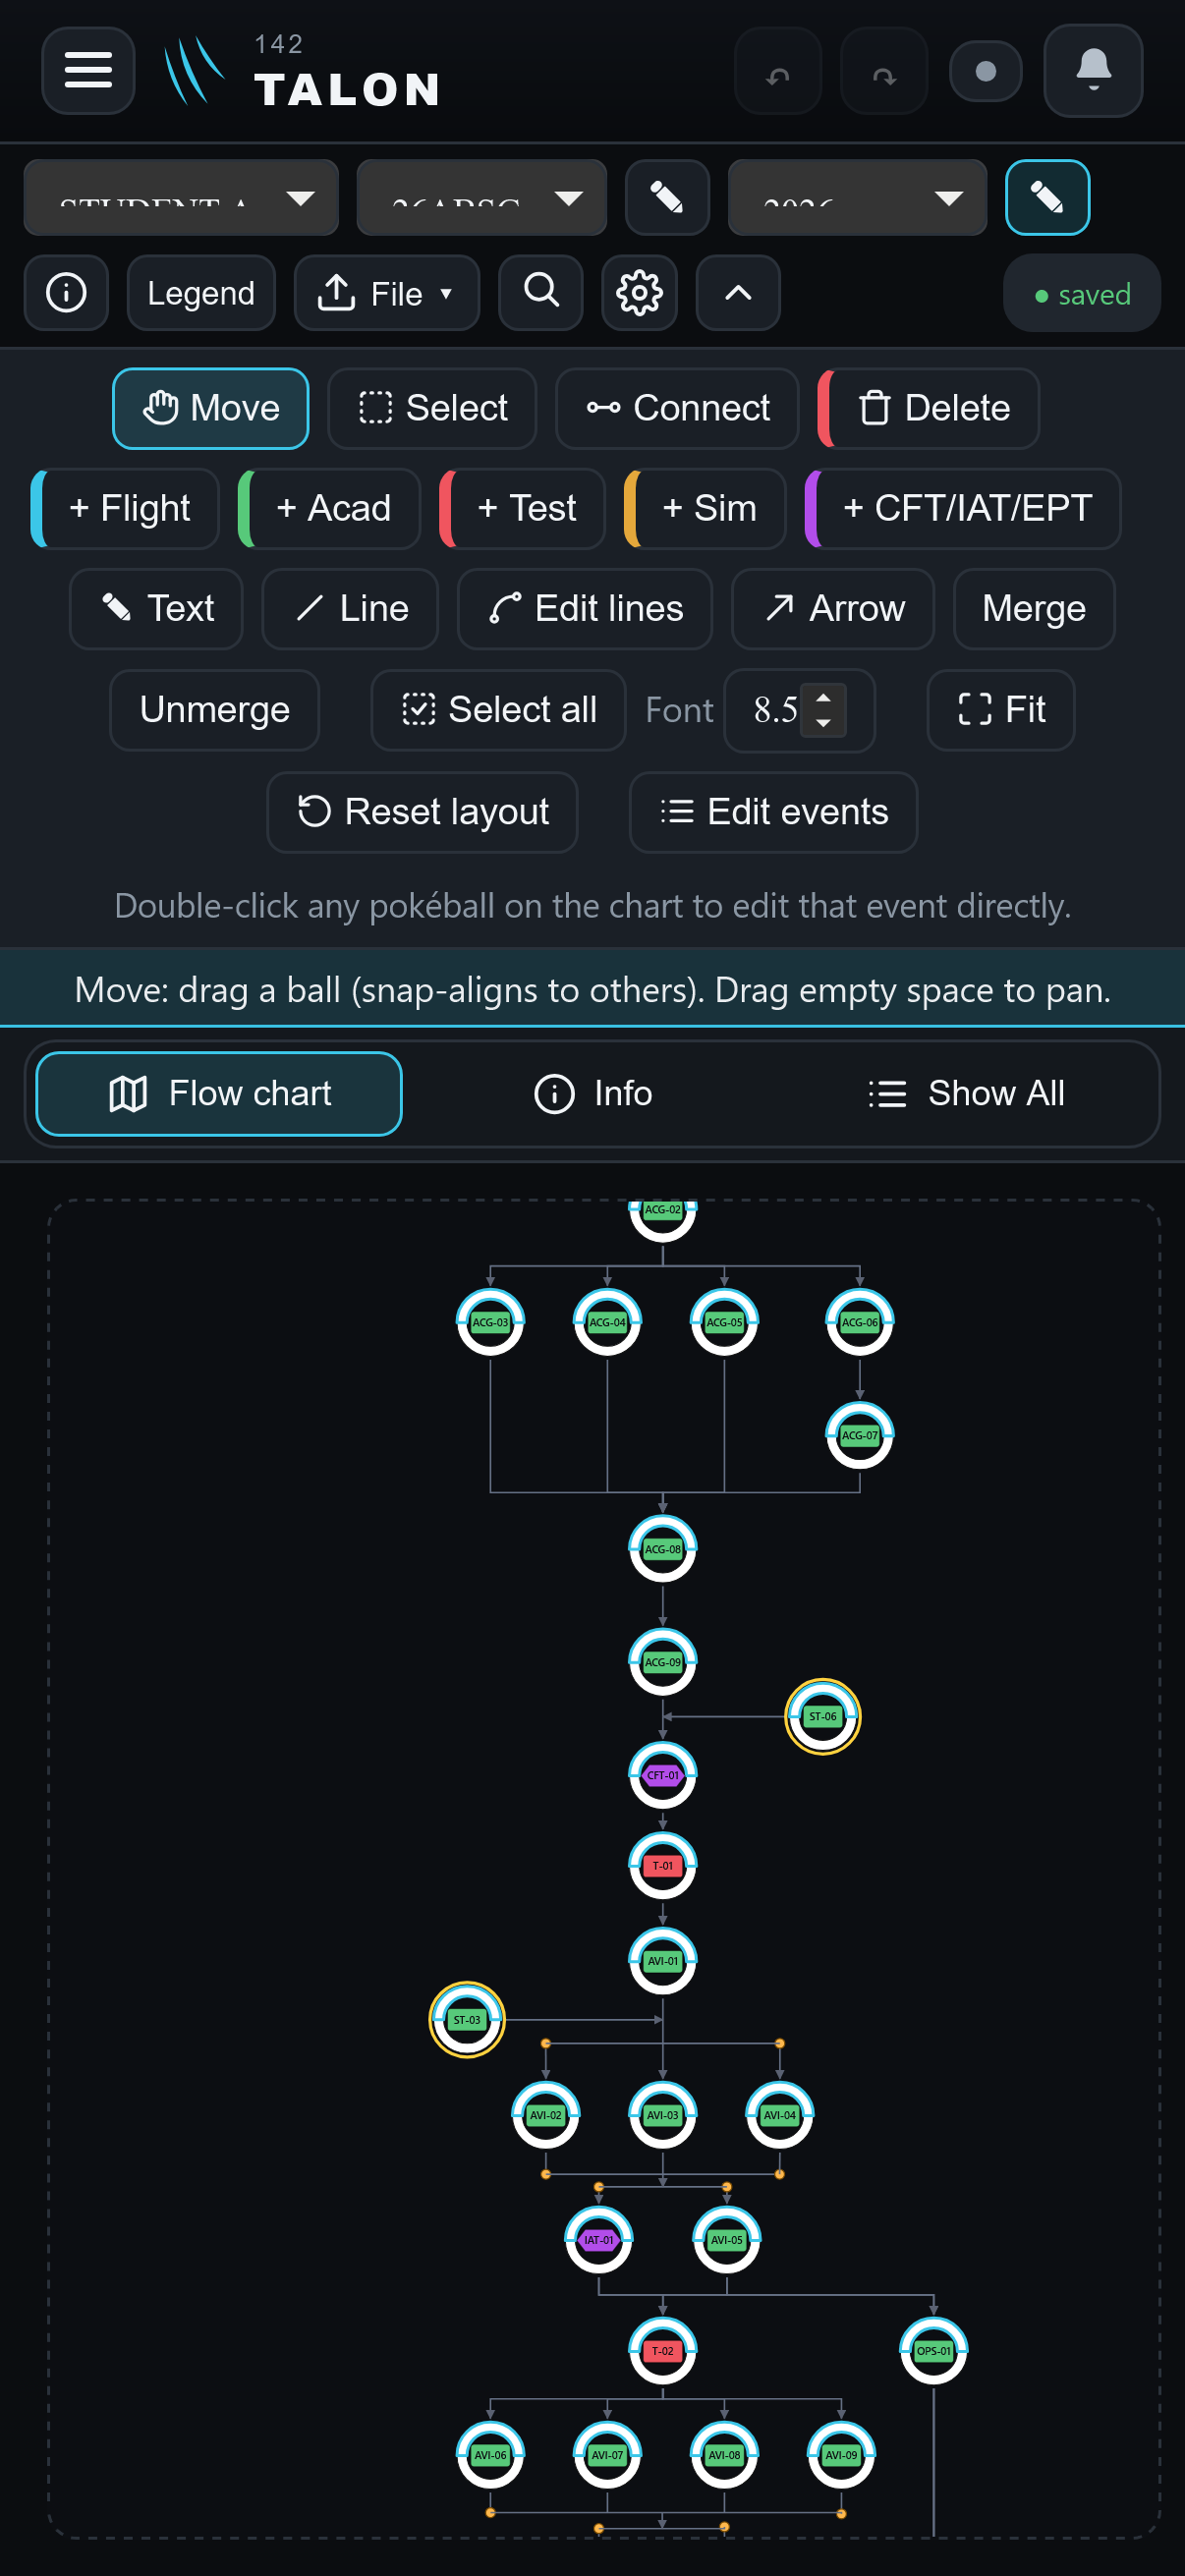 142
TALON
Legend
File
saved
Move
Select
Connect
Delete
+ Flight
+ Acad
+ Test
+ Sim
+ CFT/IAT/EPT
Text
Line
Edit lines
Arrow
Merge
Unmerge
Select all
Font
8.5
Fit
Reset layout
Edit events
Double-click any pokéball on the chart to edit that event directly.
Move: drag a ball (snap-aligns to others). Drag empty space to pan.
Flow chart
Info
Show All
ACG-02
ACG-03
ACG-04
ACG-05
ACG-06
ACG-07
ACG-08
ACG-09
ST-06
CFT-01
T-01
AVI-01
ST-03
AVI-02
AVI-03
AVI-04
IAT-01
AVI-05
T-02
OPS-01
AVI-06
AVI-07
AVI-08
AVI-09